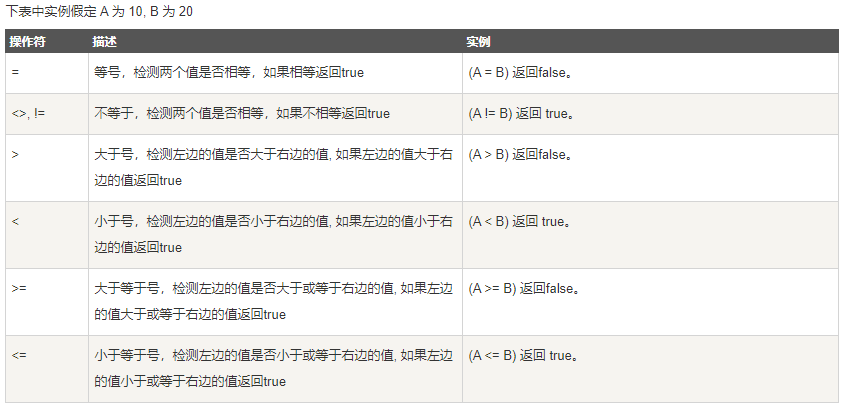 下表中实例假定 A 为 10, B 为 20
操作符 描述 实例
= 等号，检测两个值是否相等，如果相等返回true (A = B) 返回false。
<>, != 不等于，检测两个值是否相等，如果不相等返回true (A != B) 返回 true。
> 大于号，检测左边的值是否大于右边的值, 如果左边的值大于右 (A > B) 返回false。
边的值返回true
< 小于号，检测左边的值是否小于右边的值, 如果左边的值小于右 (A < B) 返回 true。
边的值返回true
>= 大于等于号，检测左边的值是否大于或等于右边的值, 如果左边 (A >= B) 返回false。
的值大于或等于右边的值返回true
<= 小于等于号，检测左边的值是否小于或等于右边的值, 如果左边 (A <= B) 返回 true。
的值小于或等于右边的值返回true